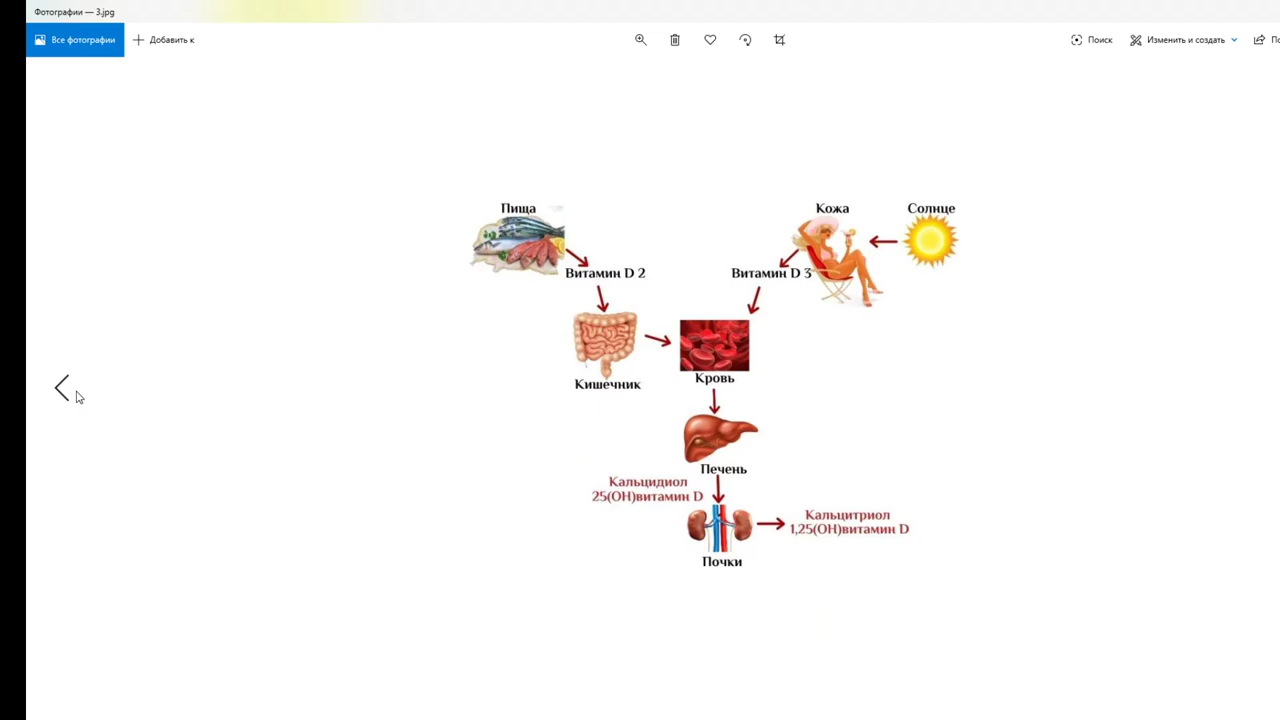 Фотографии — 3.jpg
Все фотографии
Добавить к
Поиск
Изменить и создать
Пища
Кожа
Солнце
Витамин D 2
Витамин D 3
Кишечник
Кровь
Печень
Кальцидиол
25(OH)витамин D
Кальцитриол
1,25(OH)витамин D
Почки